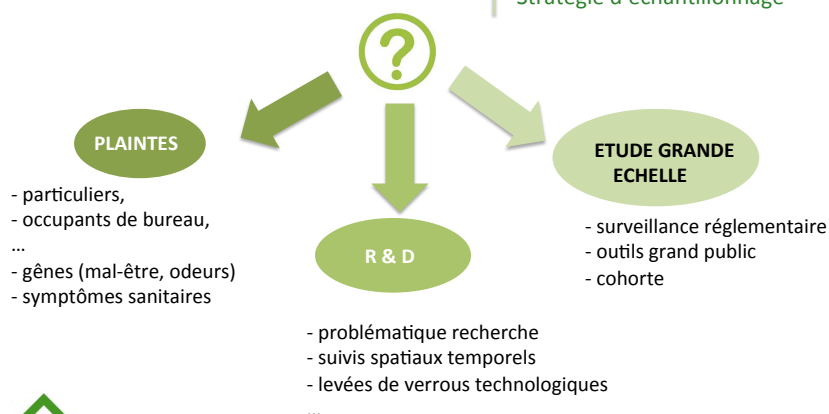 Stratégie d'échantillonnage
?
PLAINTES
- particuliers,
- occupants de bureau,
…
- gênes (mal-être, odeurs)
- symptômes sanitaires
R & D
- problématique recherche
- suivis spatiaux temporels
- levées de verrous technologiques
…
ETUDE GRANDE
ECHELLE
- surveillance réglementaire
- outils grand public
- cohorte